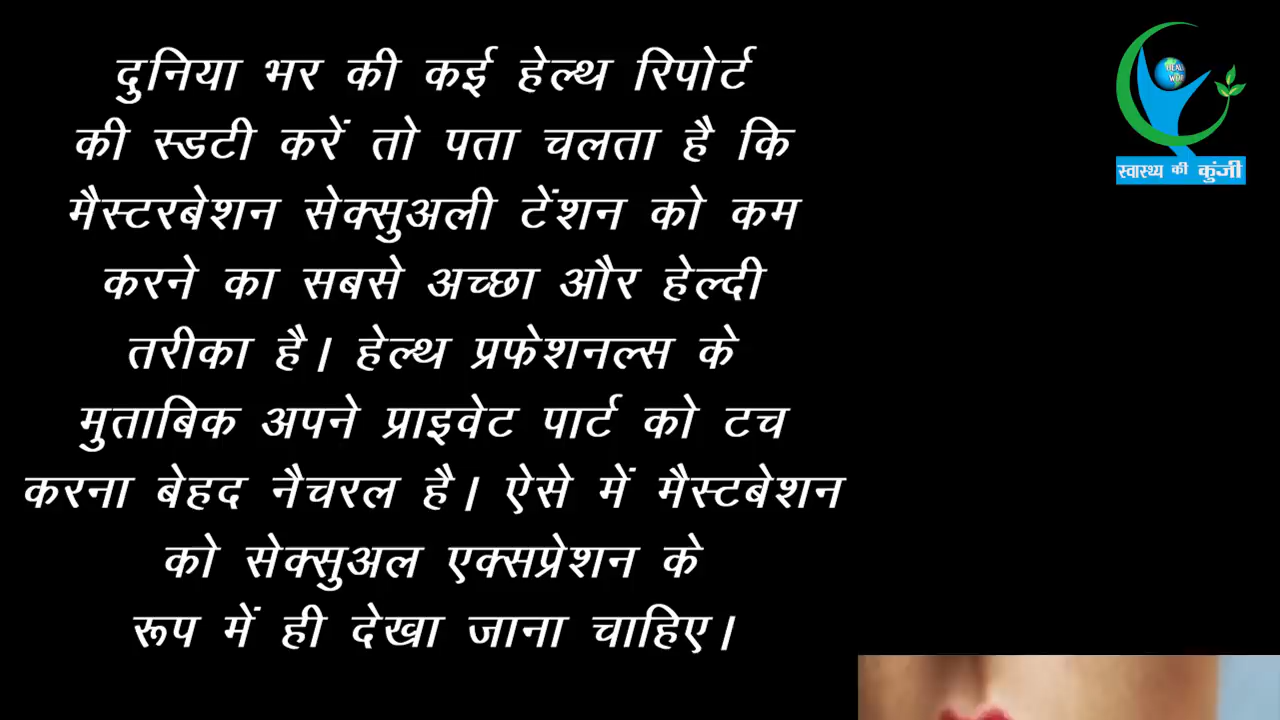 दुनिया भर की कई हेल्थ रिपोर्ट
की स्डटी करें तो पता चलता है कि
मैस्टरबेशन सेक्सुअली टेंशन को कम
करने का सबसे अच्छा और हेल्दी
तरीका है। हेल्थ प्रफेशनल्स के
मुताबिक अपने प्राइवेट पार्ट को टच
करना बेहद नैचरल है। ऐसे में मैस्टबेशन
को सेक्सुअल एक्सप्रेशन के
रूप में ही देखा जाना चाहिए।
स्वास्थ्य की कुंजी